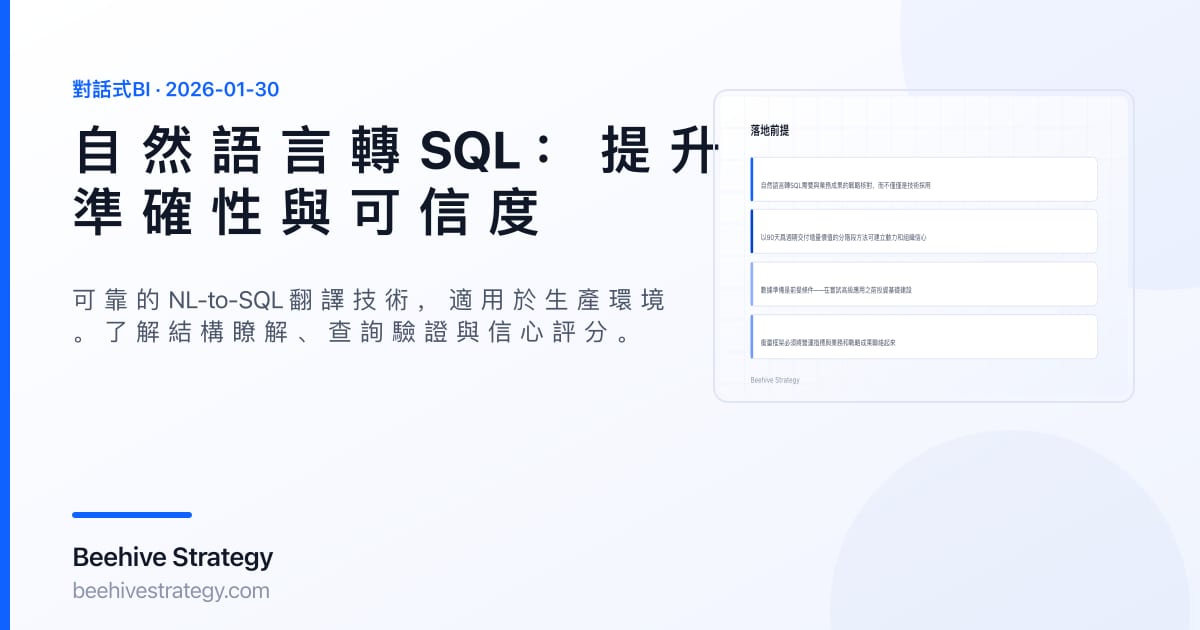 對話式BI · 2026-01-30
自然語言轉SQL：提升
準確性與可信度
可靠的NL-to-SQL翻譯技術，適用於生產環境
。了解結構瞭解、查詢驗證與信心評分。
落地前提
自然語言轉SQL需要與業務成果的戰略校對，而不僅僅是技術採用
以90天為週期交付增量價值的分階段方法可建立動力和組織信心
數據準備是前提條件——在嘗試高級應用之前投資基礎建設
衡量框架必須將營運指標與業務和戰略成果聯絡起來
Beehive Strategy
Beehive Strategy
beehivestrategy.com